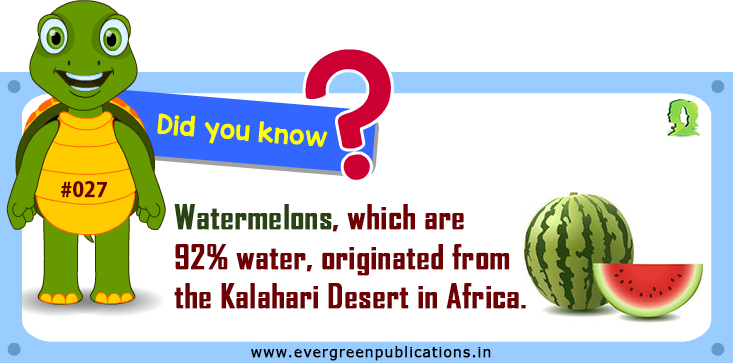 Did you know ?
#027
Watermelons, which are
92% water, originated from
the Kalahari Desert in Africa.
www.evergreenpublications.in